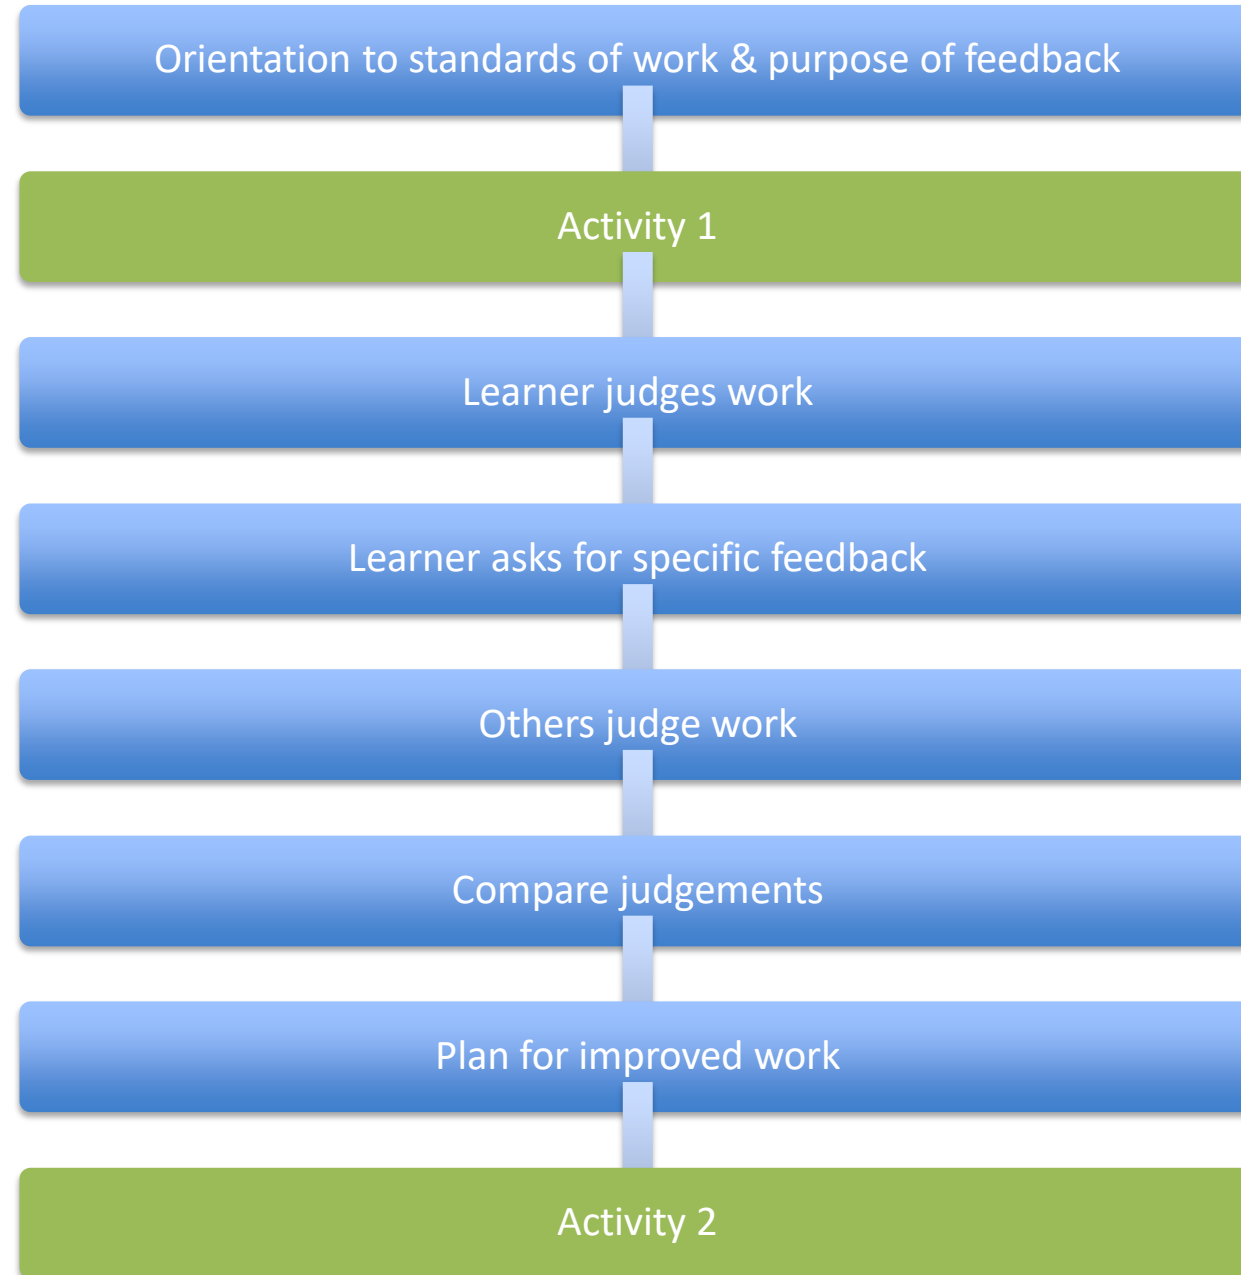 Orientation to standards of work & purpose of feedback
Activity 1
Learner judges work
Learner asks for specific feedback
Others judge work
Compare judgements
Plan for improved work
Activity 2